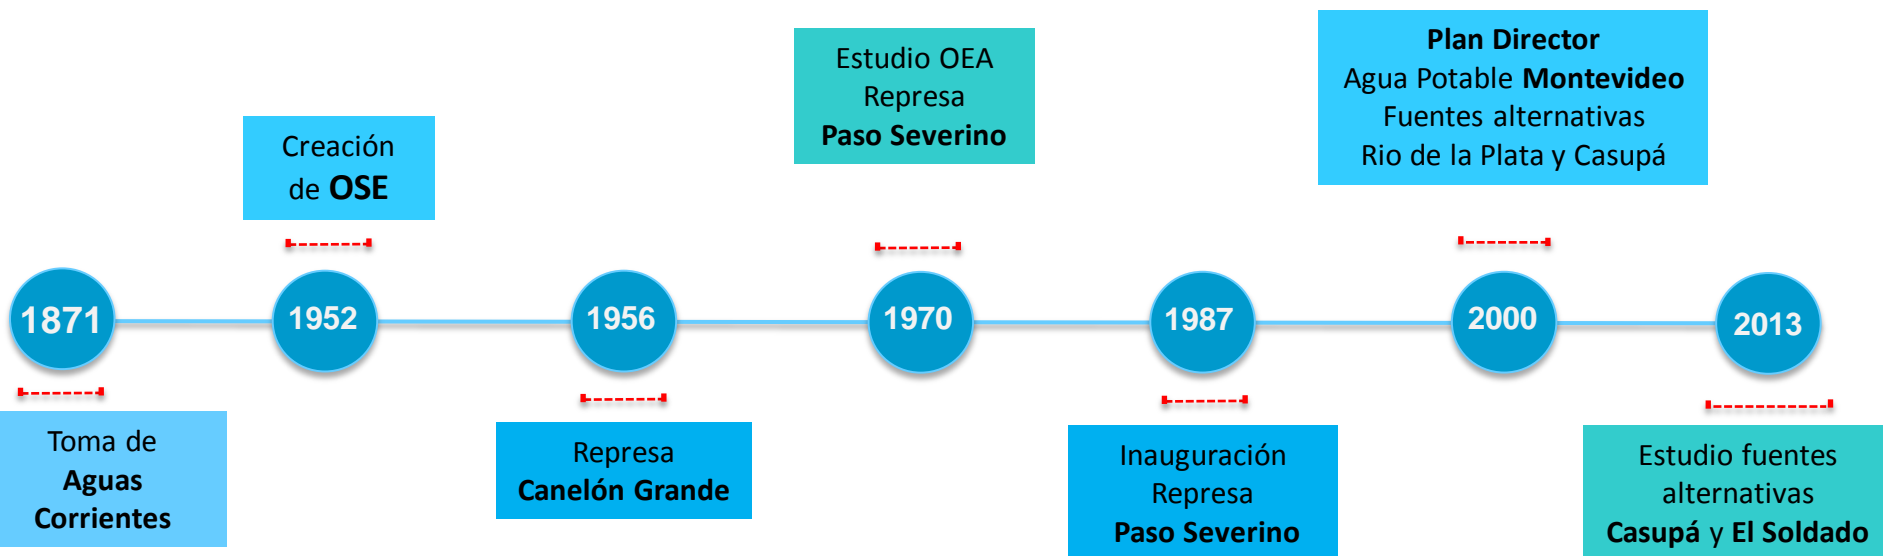 Estudio OEA
Represa
Paso Severino
Plan Director
Agua Potable Montevideo
Fuentes alternativas
Rio de la Plata y Casupá
Creación
de OSE
1871
1952
1956
1970
1987
2000
2013
Toma de
Aguas
Corrientes
Represa
Canelón Grande
Inauguración
Represa
Paso Severino
Estudio fuentes
alternativas
Casupá y El Soldado